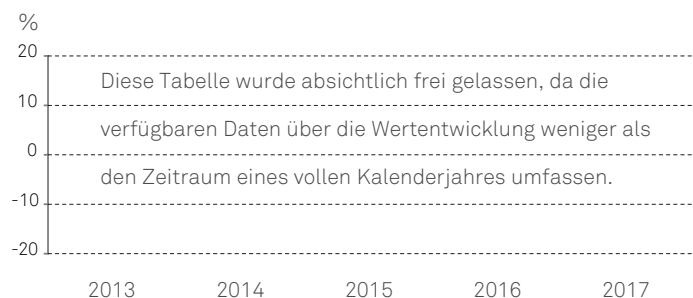 %
20
Diese Tabelle wurde absichtlich frei gelassen, da die
10
verfügbaren Daten über die Wertentwicklung weniger als
0
den Zeitraum eines vollen Kalenderjahres umfassen.
-10
-20
2013 2014 2015 2016 2017